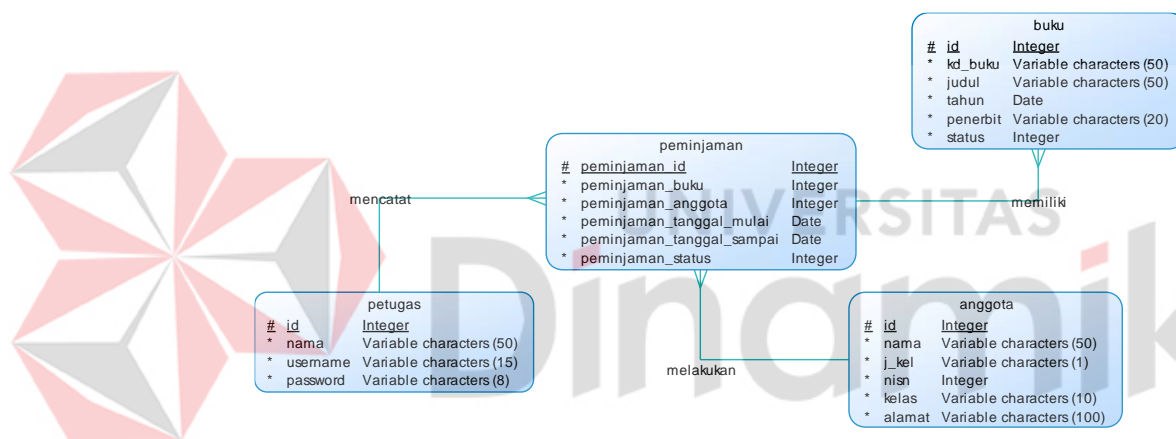 buku
# id Integer
* kd_buku Variable characters (50)
* judul Variable characters (50)
* tahun Date
* penerbit Variable characters (20)
* status Integer
peminjaman
# peminjaman_id Integer
* peminjaman_buku Integer
* peminjaman_anggota Integer
* peminjaman_tanggal_mulai Date
* peminjaman_tanggal_sampai Date
* peminjaman_status Integer
mencatat
memiliki
UNIVERSITAS
Dinamik
petugas
# id Integer
* nama Variable characters (50)
* username Variable characters (15)
* password Variable characters (8)
melakukan
anggota
# id Integer
* nama Variable characters (50)
* j_kel Variable characters (1)
* nisn Integer
* kelas Variable characters (10)
* alamat Variable characters (100)